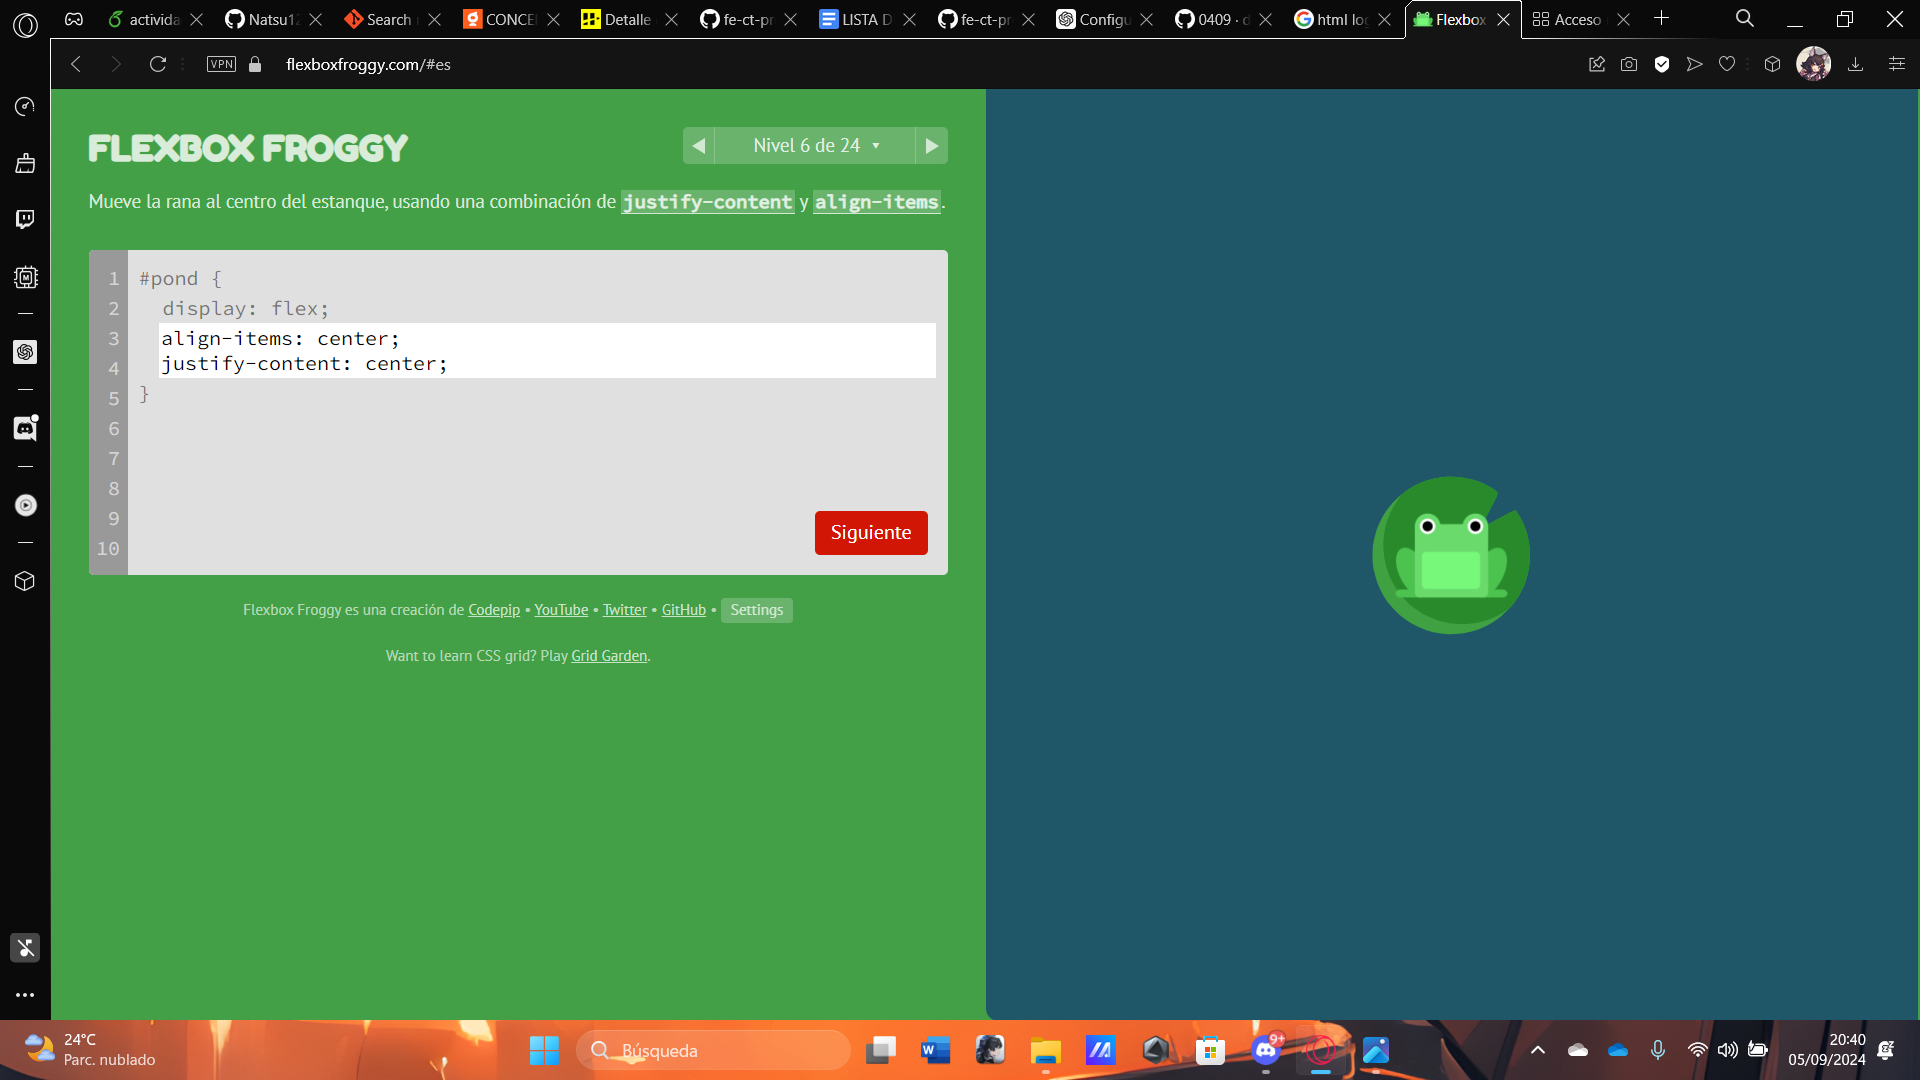 activida
Natsu12
Search r
CONCE
Detalle
fe-ct-pr
LISTA D
fe-ct-pr
Configu
0409 · d
html log
Flexbox
Acceso
VPN
flexboxfroggy.com/#es
FLEXBOX FROGGY
Nivel 6 de 24 ▾
Mueve la rana al centro del estanque, usando una combinación de justify-content y align-items.
1 #pond {
2 display: flex;
3 align-items: center;
4 justify-content: center;
5 }
6
7
8
9
10
Siguiente
Flexbox Froggy es una creación de Codepip • YouTube • Twitter • GitHub • Settings
Want to learn CSS grid? Play Grid Garden.
24°C
Parc. nublado
Búsqueda
9+
20:40
05/09/2024